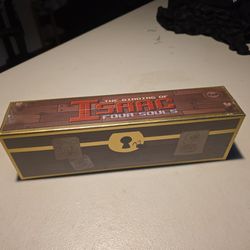 THE BINDING OF
ISAAC
FOUR SOULS